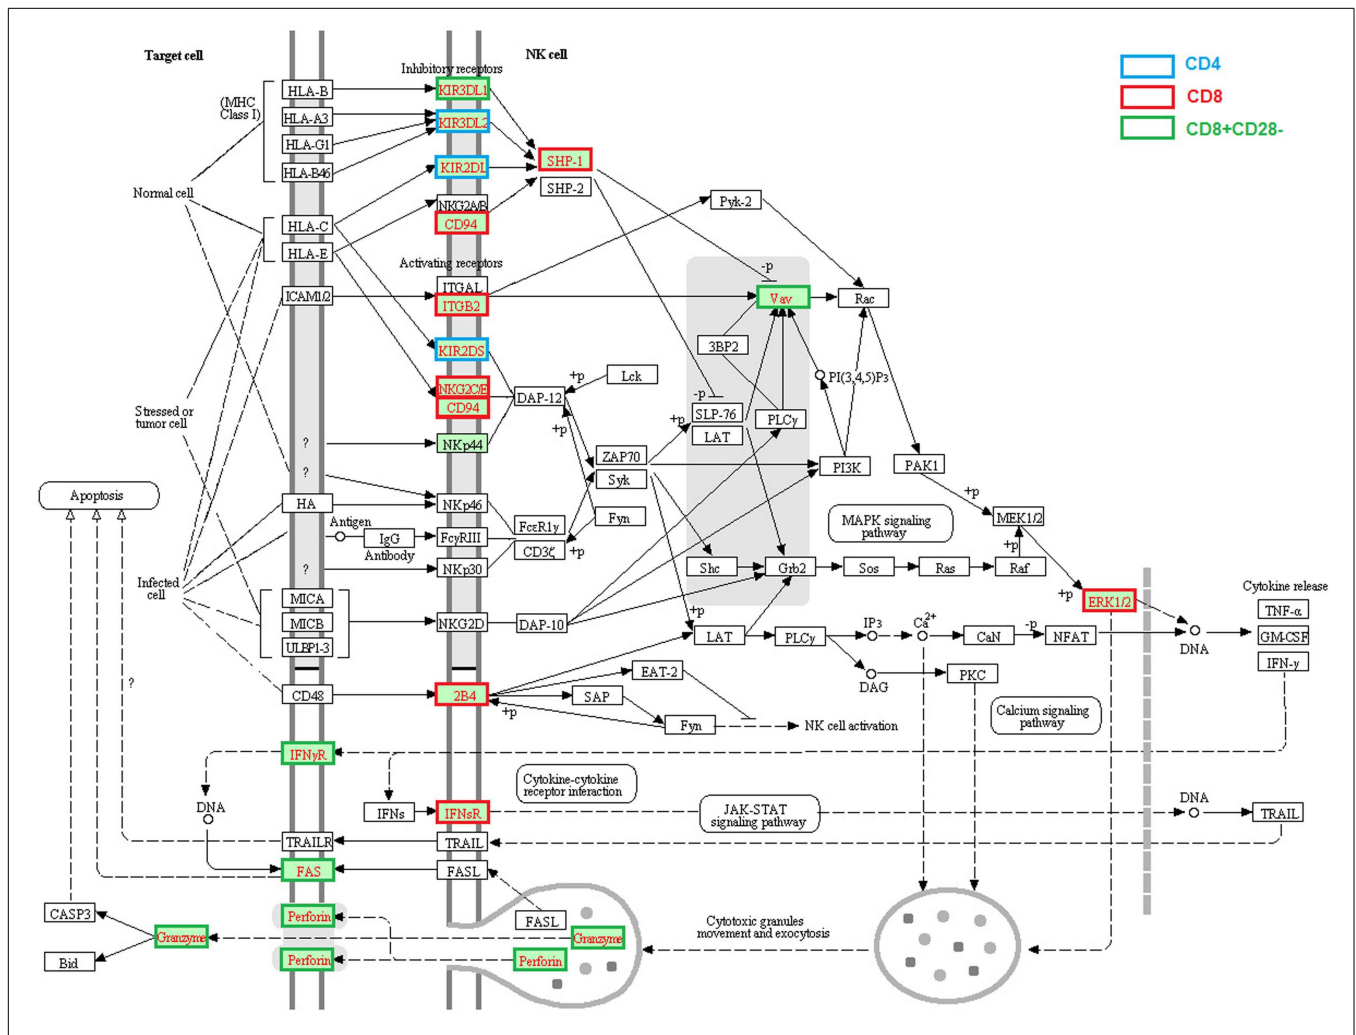 Target cell
NK cell
CD4
CD8
CD8+CD28-
Inhibitory receptors
(MHC
Class I)
HLA-B
KIR3DL1
HLA-A3
KIR3DL2
HLA-G1
HLA-B46
KIR2DL
SHP-1
SHP-2
Normal cell
NKG2A/B
CD94
Pyk-2
HLA-C
HLA-E
Activating receptors
-p
ITGAL
ICAM1/2
ITGB2
Vav
Rac
KIR2DS
3BP2
PI(3,4,5)P3
NKG2C/E
CD94
DAP-12
+p
Lck
-p
SLP-76
PLCγ
Stressed or
tumor cell
+p
+p
LAT
?
NKp44
ZAP70
Syk
PI3K
PAK1
?
Apoptosis
HA
NKp46
+p
Antigen
FcεR1γ
Fyn
MEK1/2
MAPK signaling
pathway
IgG
FcγRIII
CD3ζ
+p
+p
Antibody
Infected
cell
?
NKp30
Shc
Grb2
Sos
Ras
Raf
+p
Cytokine release
MICA
ERK1/2
TNF-α
MICB
NKG2D
DAP-10
+p
LAT
PLCγ
IP3
Ca2+
CaN
-p
NFAT
DNA
GM-CSF
ULBP1-3
IFN-γ
EAT-2
DAG
PKC
?
CD48
2B4
SAP
+p
Fyn
NK cell activation
Calcium signaling
pathway
IFNγR
Cytokine-cytokine
receptor interaction
DNA
IFNs
IFNsR
JAK-STAT
signaling pathway
DNA
TRAIL
TRAILR
TRAIL
FAS
FASL
CASP3
Perforin
FASL
Cytotoxic granules
movement and exocytosis
Granzyme
Granzyme
Bid
Perforin
Perforin